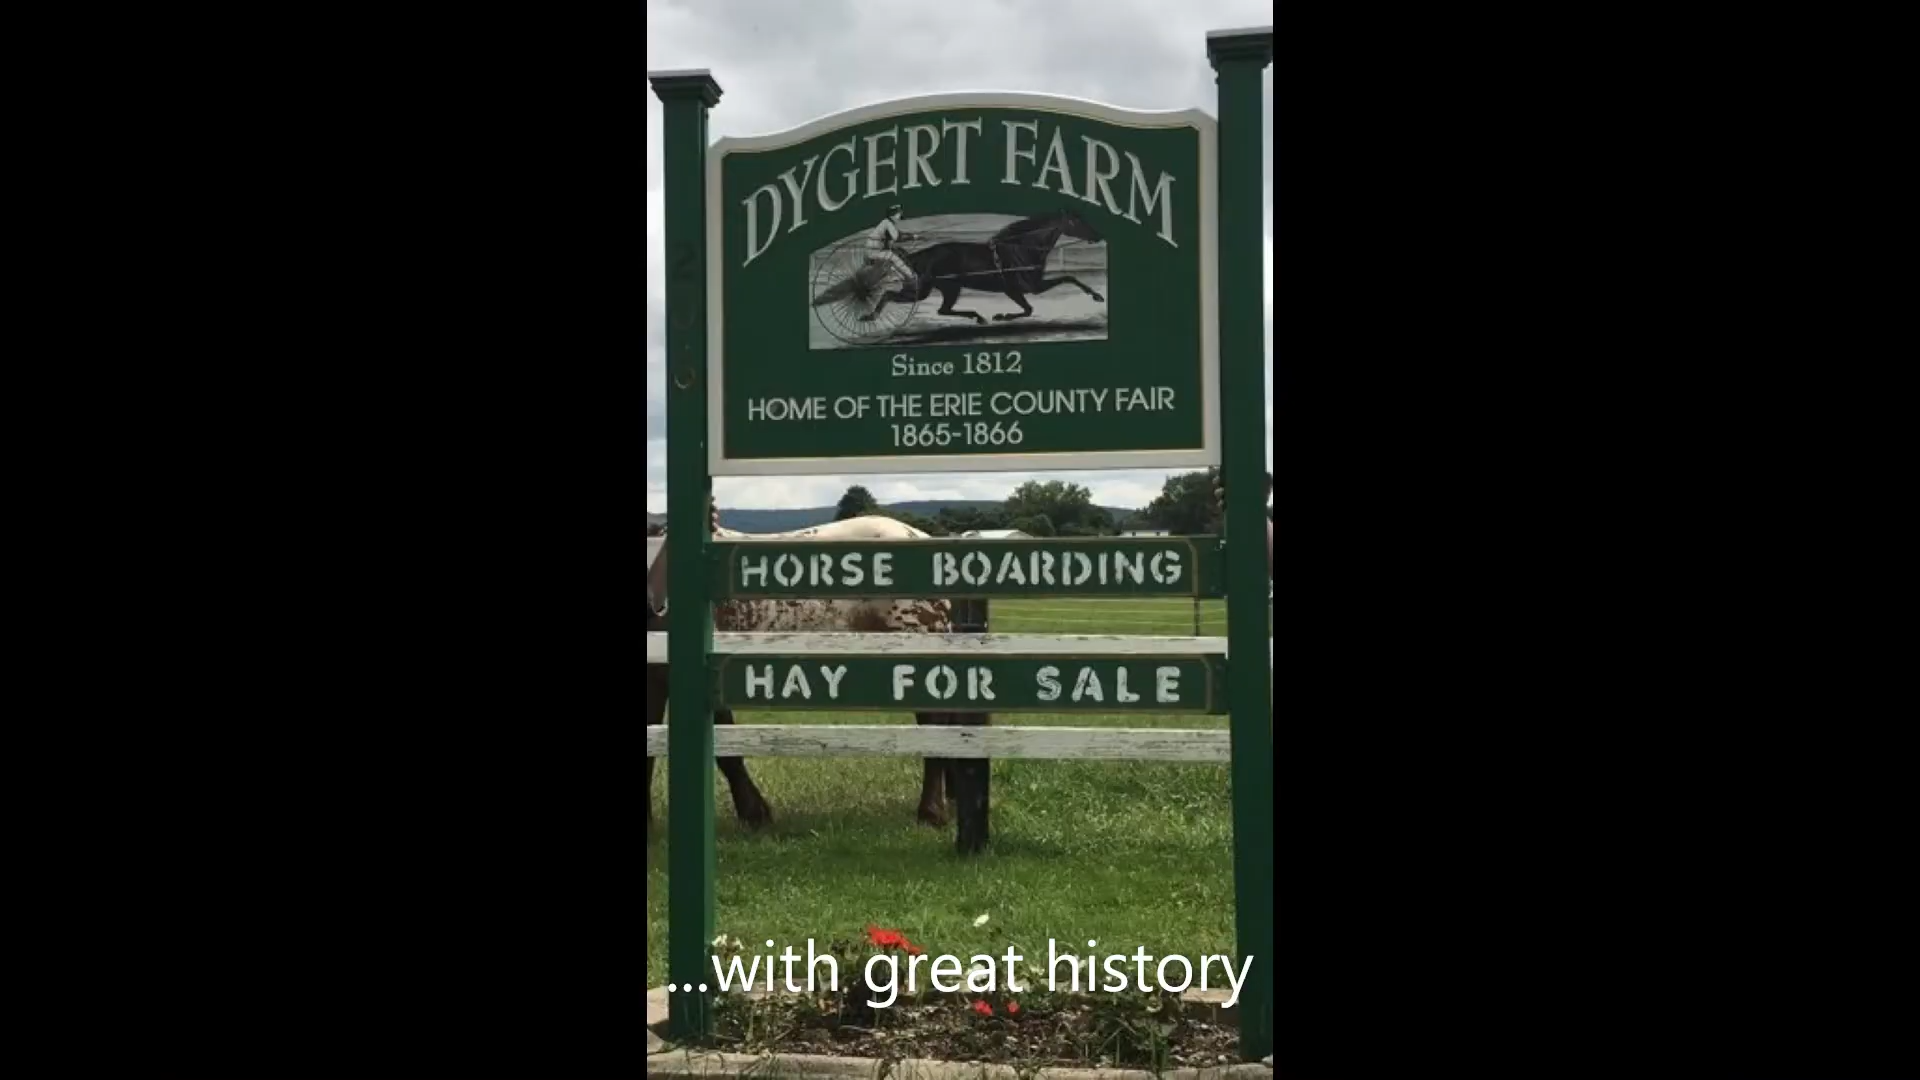 DYGERT FARM
Since 1812
HOME OF THE ERIE COUNTY FAIR
1865-1866
HORSE BOARDING
HAY FOR SALE
...with great history